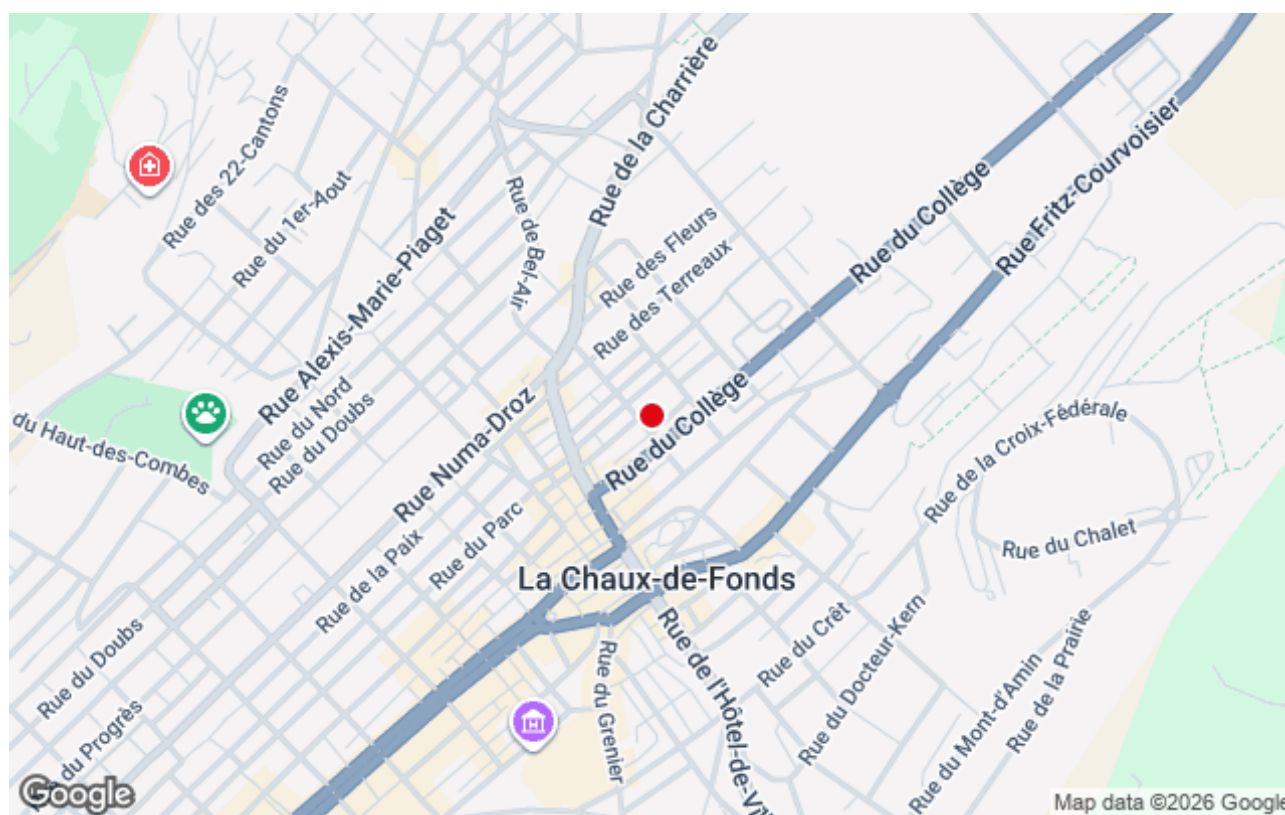 Rue de la Charrière
Rue des 22-Cantons
Rue du 1er-Aout
Rue Alexis-Marie-Piaget
Rue de Bel-Air
Rue des Fleurs
Rue des Terreaux
Rue du Collège
Rue Fritz-Courvoisier
Rue du Nord
Rue du Doubs
du Haut-des-Combes
Rue Numa-Droz
Rue du Collège
Rue de la Croix-Fédérale
Rue du Chalet
Rue de la Paix
Rue du Parc
La Chaux-de-Fonds
Rue du Doubs
Rue du Progrès
Rue du Grenier
Rue de l'Hôtel-de-Vil
Rue du Crêt
Rue du Docteur-Kern
Rue du Mont-d'Amin
Rue de la Prairie
Google
Map data ©2026 Google